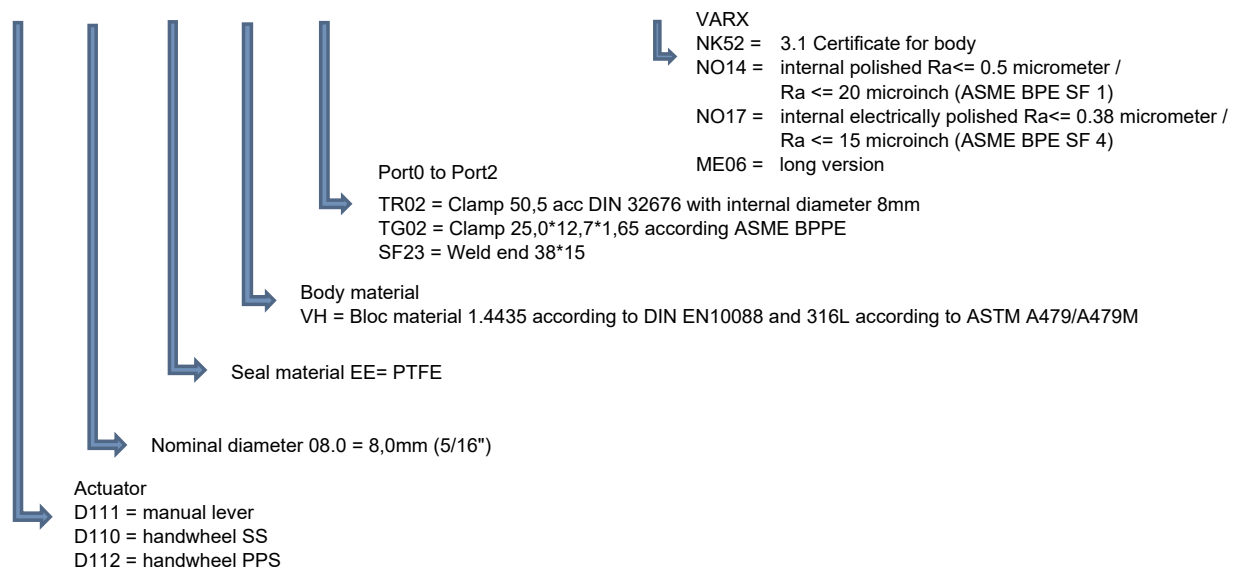 VARX
NK52 = 3.1 Certificate for body
NO14 = internal polished Ra<= 0.5 micrometer /
Ra <= 20 microinch (ASME BPE SF 1)
NO17 = internal electrically polished Ra<= 0.38 micrometer /
Ra <= 15 microinch (ASME BPE SF 4)
ME06 = long version
Port0 to Port2
TR02 = Clamp 50,5 acc DIN 32676 with internal diameter 8mm
TG02 = Clamp 25,0*12,7*1,65 according ASME BPPE
SF23 = Weld end 38*15
Body material
VH = Bloc material 1.4435 according to DIN EN10088 and 316L according to ASTM A479/A479M
Seal material EE= PTFE
Nominal diameter 08.0 = 8,0mm (5/16")
Actuator
D111 = manual lever
D110 = handwheel SS
D112 = handwheel PPS